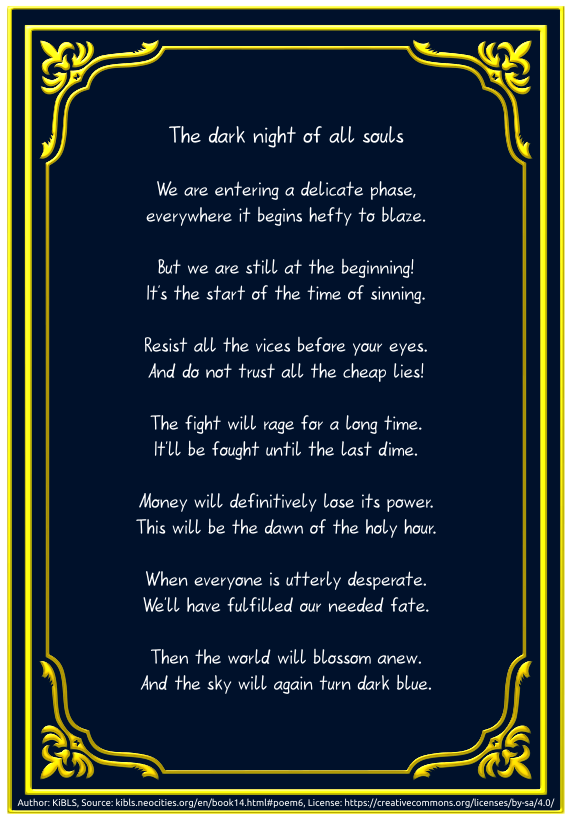 The dark night of all souls
We are entering a delicate phase,
everywhere it begins hefty to blaze.
But we are still at the beginning!
It's the start of the time of sinning.
Resist all the vices before your eyes.
And do not trust all the cheap lies!
The fight will rage for a long time.
It'll be fought until the last dime.
Money will definitively lose its power.
This will be the dawn of the holy hour.
When everyone is utterly desperate.
We'll have fulfilled our needed fate.
Then the world will blossom anew.
And the sky will again turn dark blue.
Author: KiBLS, Source: kibls.neocities.org/en/book14.html#poem6, License: https://creativecommons.org/licenses/by-sa/4.0/